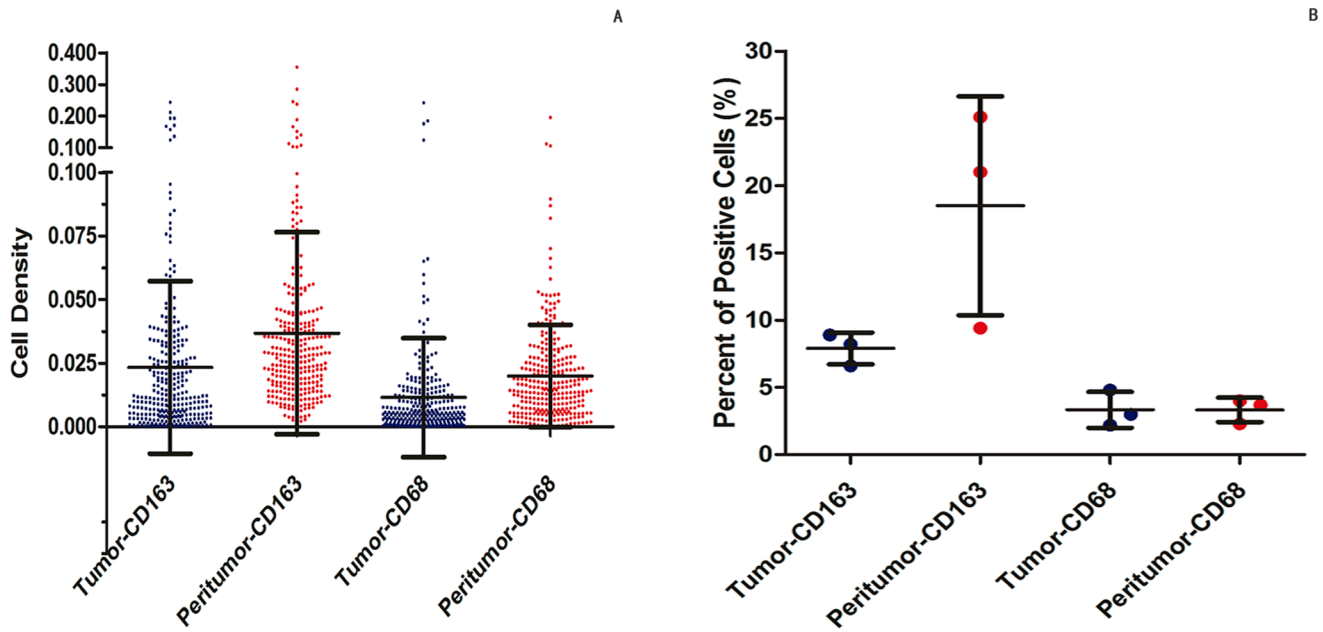 A
Cell Density
0.400
0.300
0.200
0.100
0.100
0.075
0.050
0.025
0.000
Tumor-CD163
Peritumor-CD163
Tumor-CD68
Peritumor-CD68
B
Percent of Positive Cells (%)
30
25
20
15
10
5
0
Tumor-CD163
Peritumor-CD163
Tumor-CD68
Peritumor-CD68